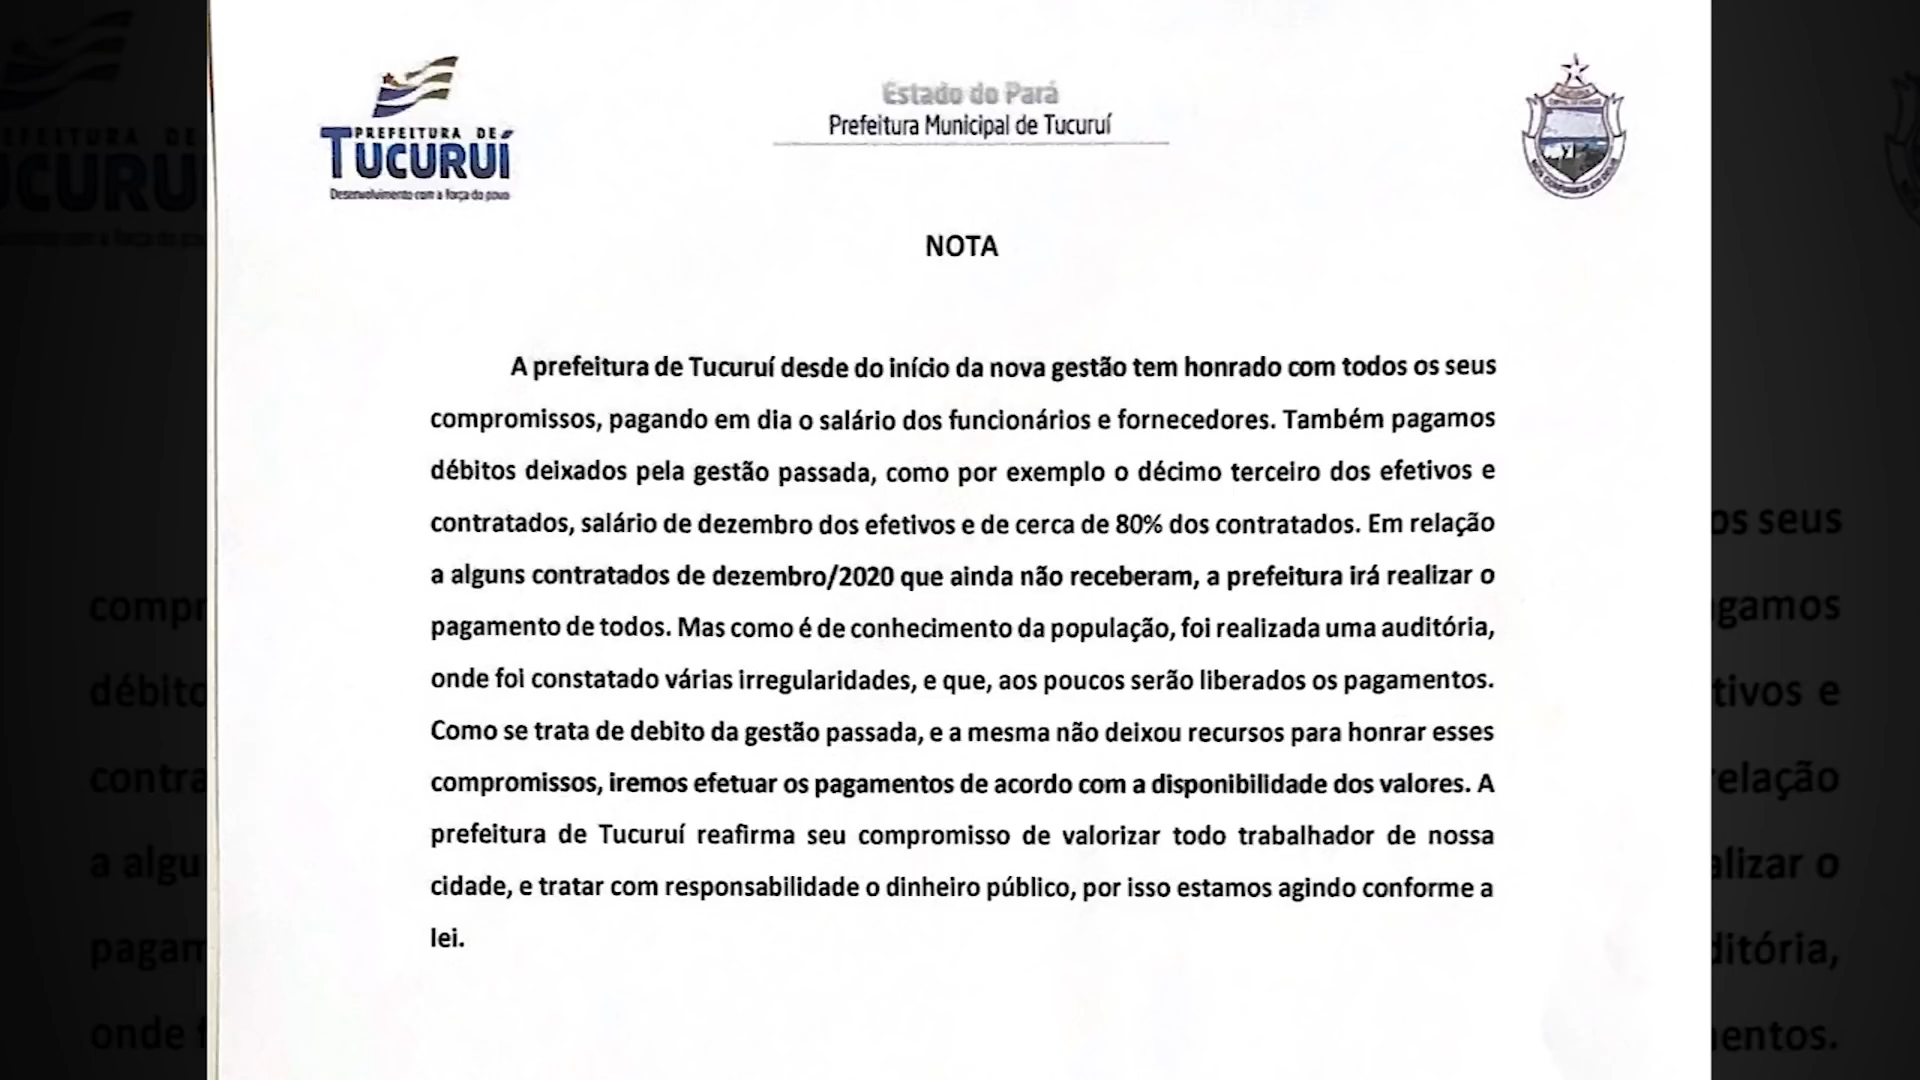 PREFEITURA DE
TUCURUÍ
Desenvolvimento com a força do povo
Estado do Pará
Prefeitura Municipal de Tucuruí
NOTA
A prefeitura de Tucuruí desde do início da nova gestão tem honrado com todos os seus
compromissos, pagando em dia o salário dos funcionários e fornecedores. Também pagamos
débitos deixados pela gestão passada, como por exemplo o décimo terceiro dos efetivos e
contratados, salário de dezembro dos efetivos e de cerca de 80% dos contratados. Em relação
a alguns contratados de dezembro/2020 que ainda não receberam, a prefeitura irá realizar o
pagamento de todos. Mas como é de conhecimento da população, foi realizada uma auditória,
onde foi constatado várias irregularidades, e que, aos poucos serão liberados os pagamentos.
Como se trata de debito da gestão passada, e a mesma não deixou recursos para honrar esses
compromissos, iremos efetuar os pagamentos de acordo com a disponibilidade dos valores. A
prefeitura de Tucuruí reafirma seu compromisso de valorizar todo trabalhador de nossa
cidade, e tratar com responsabilidade o dinheiro público, por isso estamos agindo conforme a
lei.